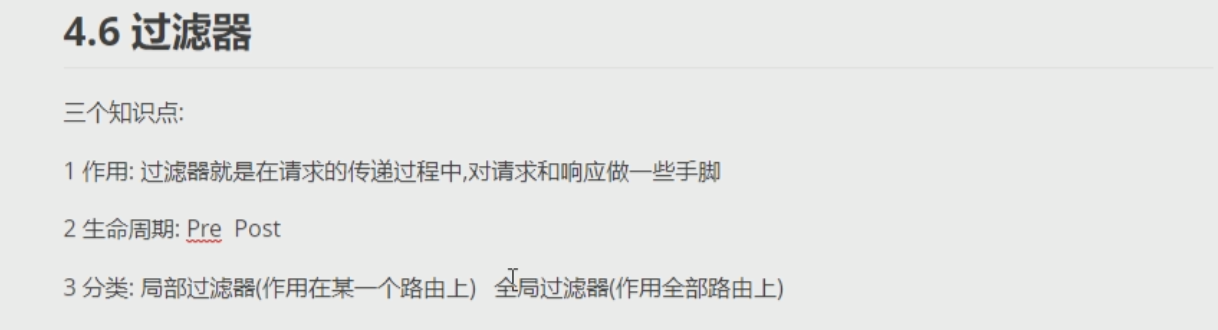 4.6 过滤器
三个知识点:
1 作用: 过滤器就是在请求的传递过程中,对请求和响应做一些手脚
2 生命周期: Pre Post
3 分类: 局部过滤器(作用在某一个路由上) 全局过滤器(作用全部路由上)